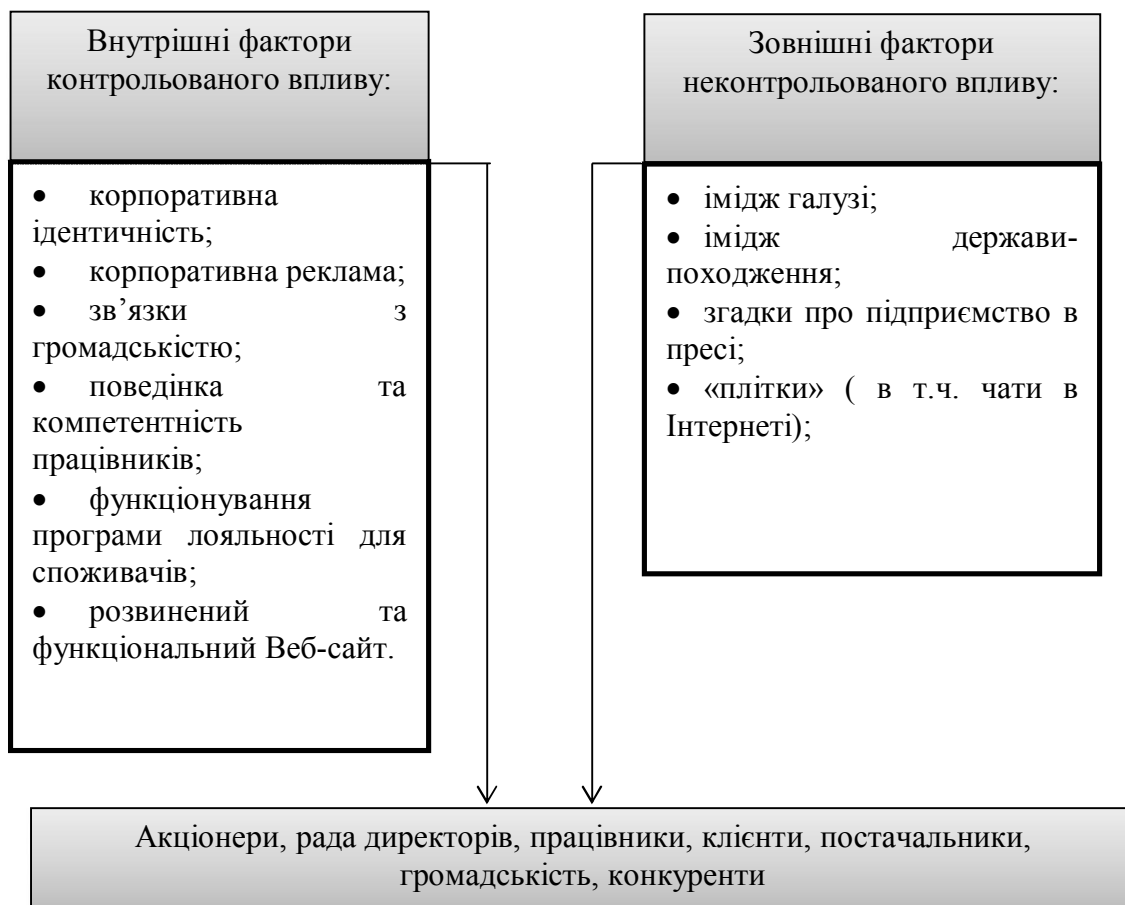 Внутрішні фактори
контрольованого впливу:
• корпоративна
ідентичність;
• корпоративна реклама;
• зв’язки з
громадськістю;
• поведінка та
компетентність
працівників;
• функціонування
програми лояльності для
споживачів;
• розвинений та
функціональний Веб-сайт.
Зовнішні фактори
неконтрольованого впливу:
• імідж галузі;
• імідж держави-
походження;
• згадки про підприємство в
пресі;
• «плітки» ( в т.ч. чати в
Інтернеті);
Акціонери, рада директорів, працівники, клієнти, постачальники,
громадськість, конкуренти